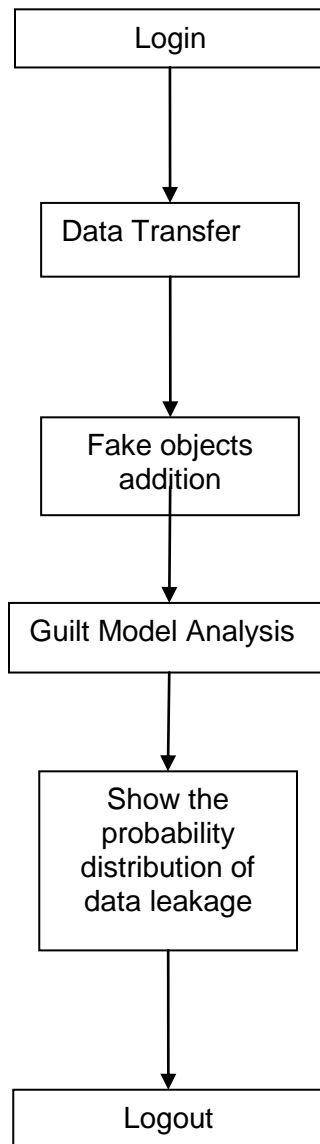 Login
Data Transfer
Fake objects
addition
Guilt Model Analysis
Show the
probability
distribution of
data leakage
Logout